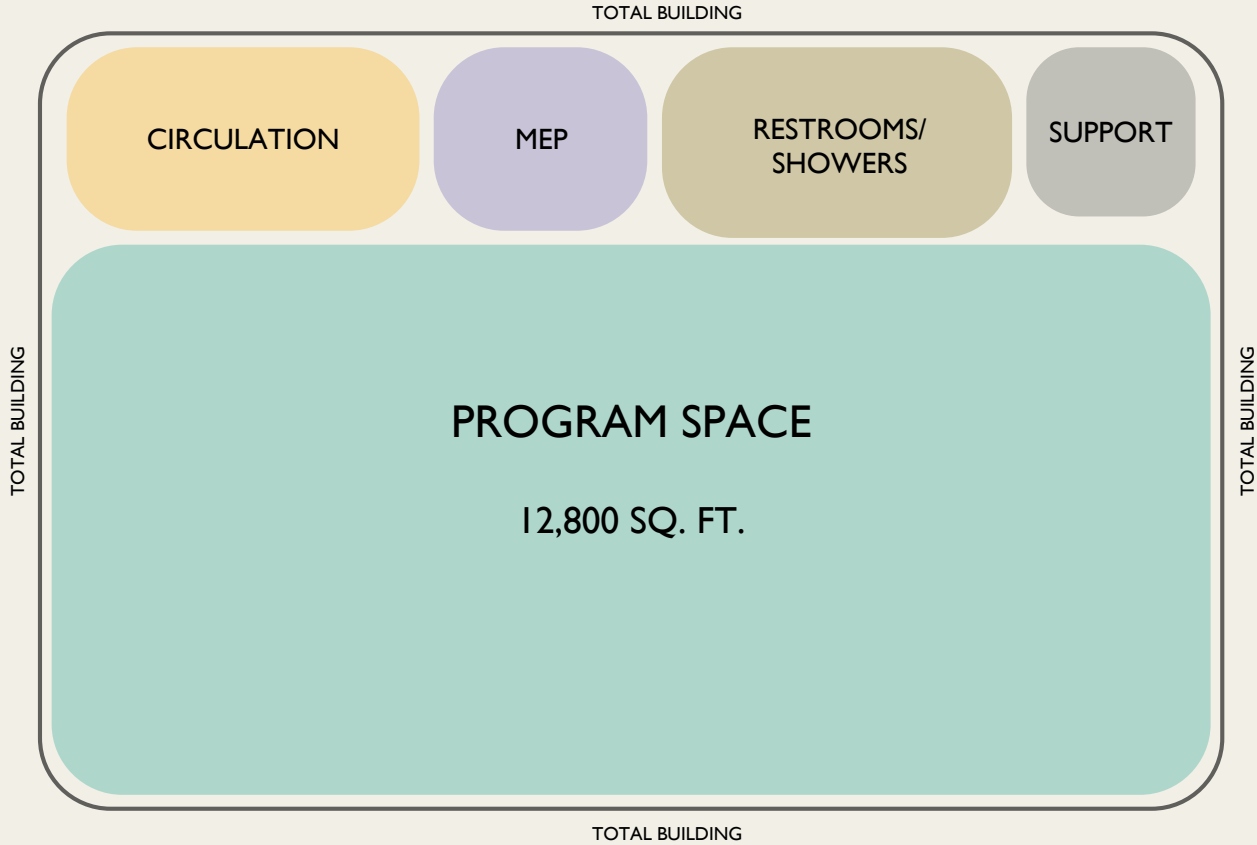 TOTAL BUILDING
CIRCULATION
MEP
RESTROOMS/
SHOWERS
SUPPORT
TOTAL BUILDING
PROGRAM SPACE
12,800 SQ. FT.
TOTAL BUILDING
TOTAL BUILDING